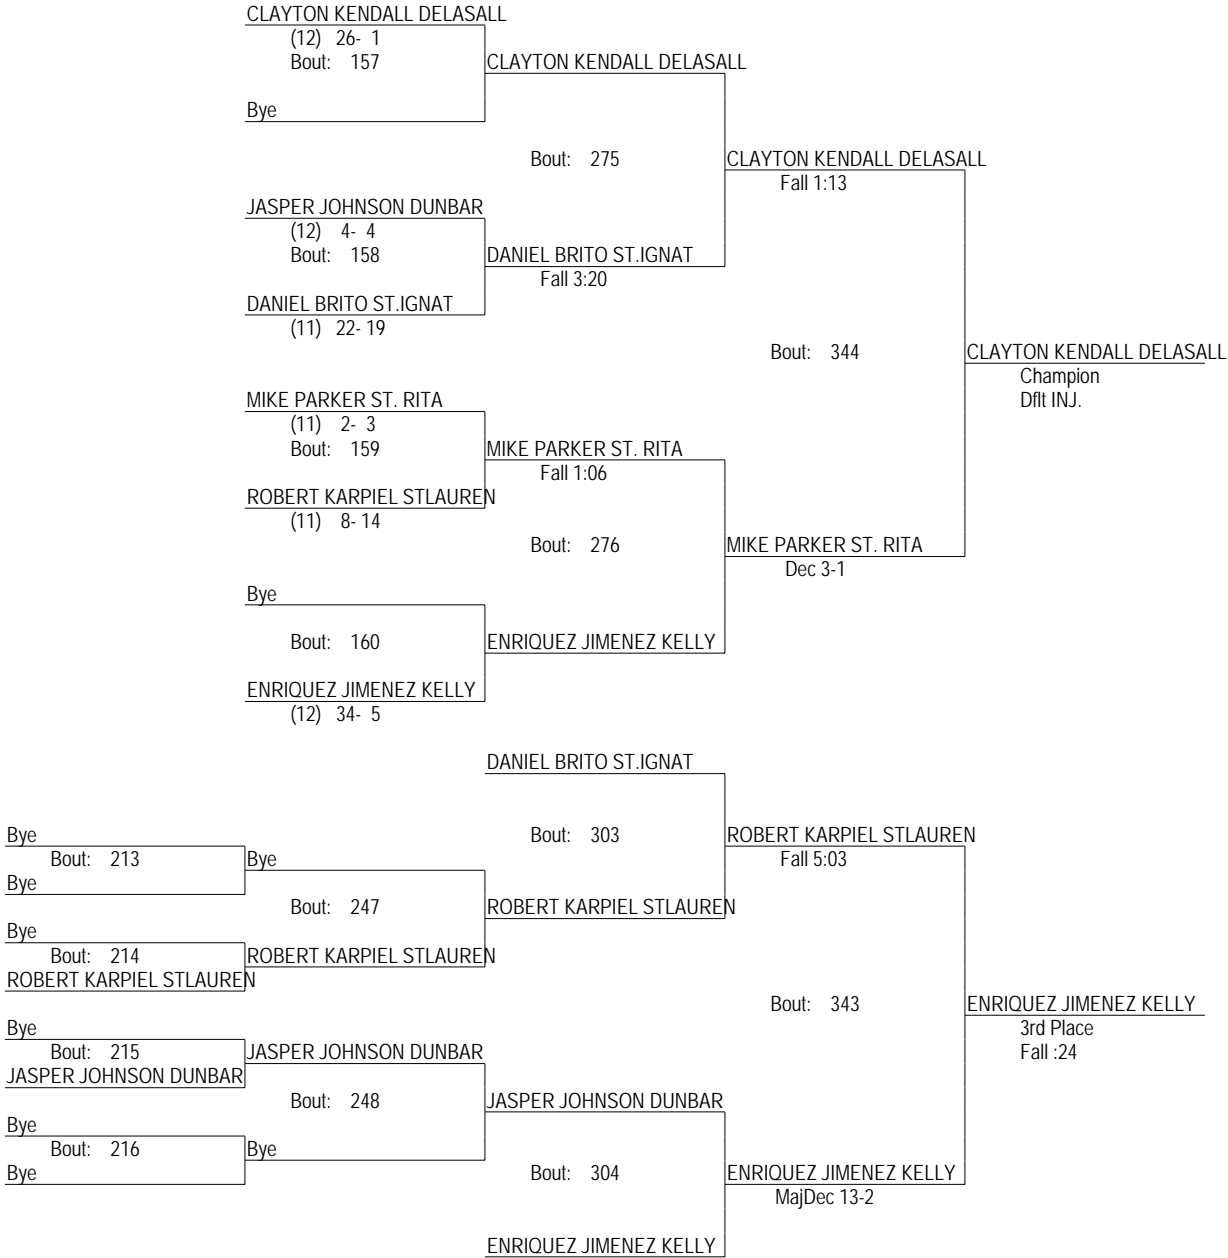 CLAYTON KENDALL DELASALL
(12) 26- 1
Bout: 157
CLAYTON KENDALL DELASALL
Bye
Bout: 275
CLAYTON KENDALL DELASALL
Fall 1:13
JASPER JOHNSON DUNBAR
(12) 4- 4
Bout: 158
DANIEL BRITO ST.IGNAT
Fall 3:20
DANIEL BRITO ST.IGNAT
(11) 22- 19
Bout: 344
CLAYTON KENDALL DELASALL
Champion
Dflt INJ.
MIKE PARKER ST. RITA
(11) 2- 3
Bout: 159
MIKE PARKER ST. RITA
Fall 1:06
ROBERT KARPIEL STLAUREN
(11) 8- 14
Bout: 276
MIKE PARKER ST. RITA
Dec 3-1
Bye
Bout: 160
ENRIQUEZ JIMENEZ KELLY
ENRIQUEZ JIMENEZ KELLY
(12) 34- 5
DANIEL BRITO ST.IGNAT
Bye
Bout: 213
Bye
Bye
Bout: 303
ROBERT KARPIEL STLAUREN
Fall 5:03
Bout: 247
ROBERT KARPIEL STLAUREN
Bye
Bout: 214
ROBERT KARPIEL STLAUREN
ROBERT KARPIEL STLAUREN
Bout: 343
ENRIQUEZ JIMENEZ KELLY
3rd Place
Fall :24
Bye
Bout: 215
JASPER JOHNSON DUNBAR
JASPER JOHNSON DUNBAR
Bout: 248
JASPER JOHNSON DUNBAR
Bye
Bout: 216
Bye
Bye
Bout: 304
ENRIQUEZ JIMENEZ KELLY
MajDec 13-2
ENRIQUEZ JIMENEZ KELLY